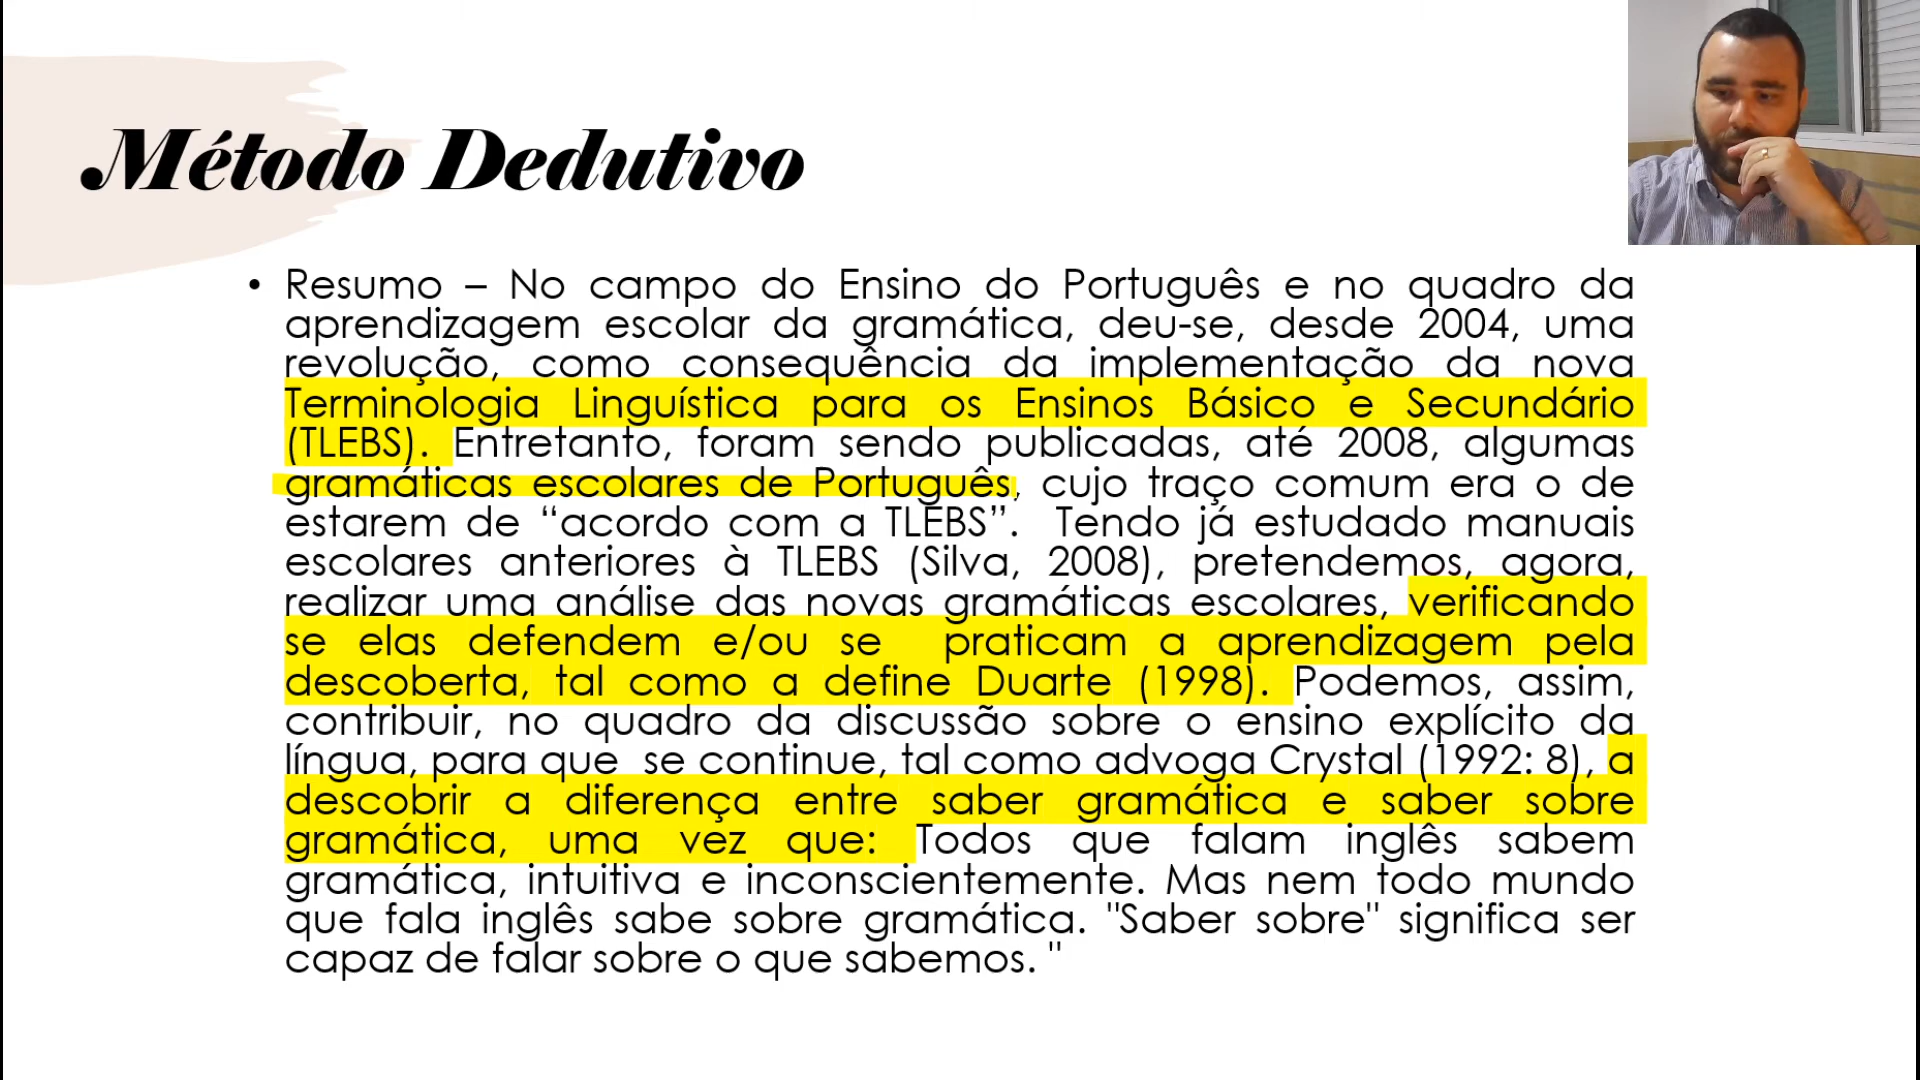 Método Dedutivo
• Resumo – No campo do Ensino do Português e no quadro da
aprendizagem escolar da gramática, deu-se, desde 2004, uma
revolução, como consequência da implementação da nova
Terminologia Linguística para os Ensinos Básico e Secundário
(TLEBS). Entretanto, foram sendo publicadas, até 2008, algumas
gramáticas escolares de Português, cujo traço comum era o de
estarem de “acordo com a TLEBS”. Tendo já estudado manuais
escolares anteriores à TLEBS (Silva, 2008), pretendemos, agora,
realizar uma análise das novas gramáticas escolares, verificando
se elas defendem e/ou se praticam a aprendizagem pela
descoberta, tal como a define Duarte (1998). Podemos, assim,
contribuir, no quadro da discussão sobre o ensino explícito da
língua, para que se continue, tal como advoga Crystal (1992: 8), a
descobrir a diferença entre saber gramática e saber sobre
gramática, uma vez que: Todos que falam inglês sabem
gramática, intuitiva e inconscientemente. Mas nem todo mundo
que fala inglês sabe sobre gramática. "Saber sobre" significa ser
capaz de falar sobre o que sabemos. "